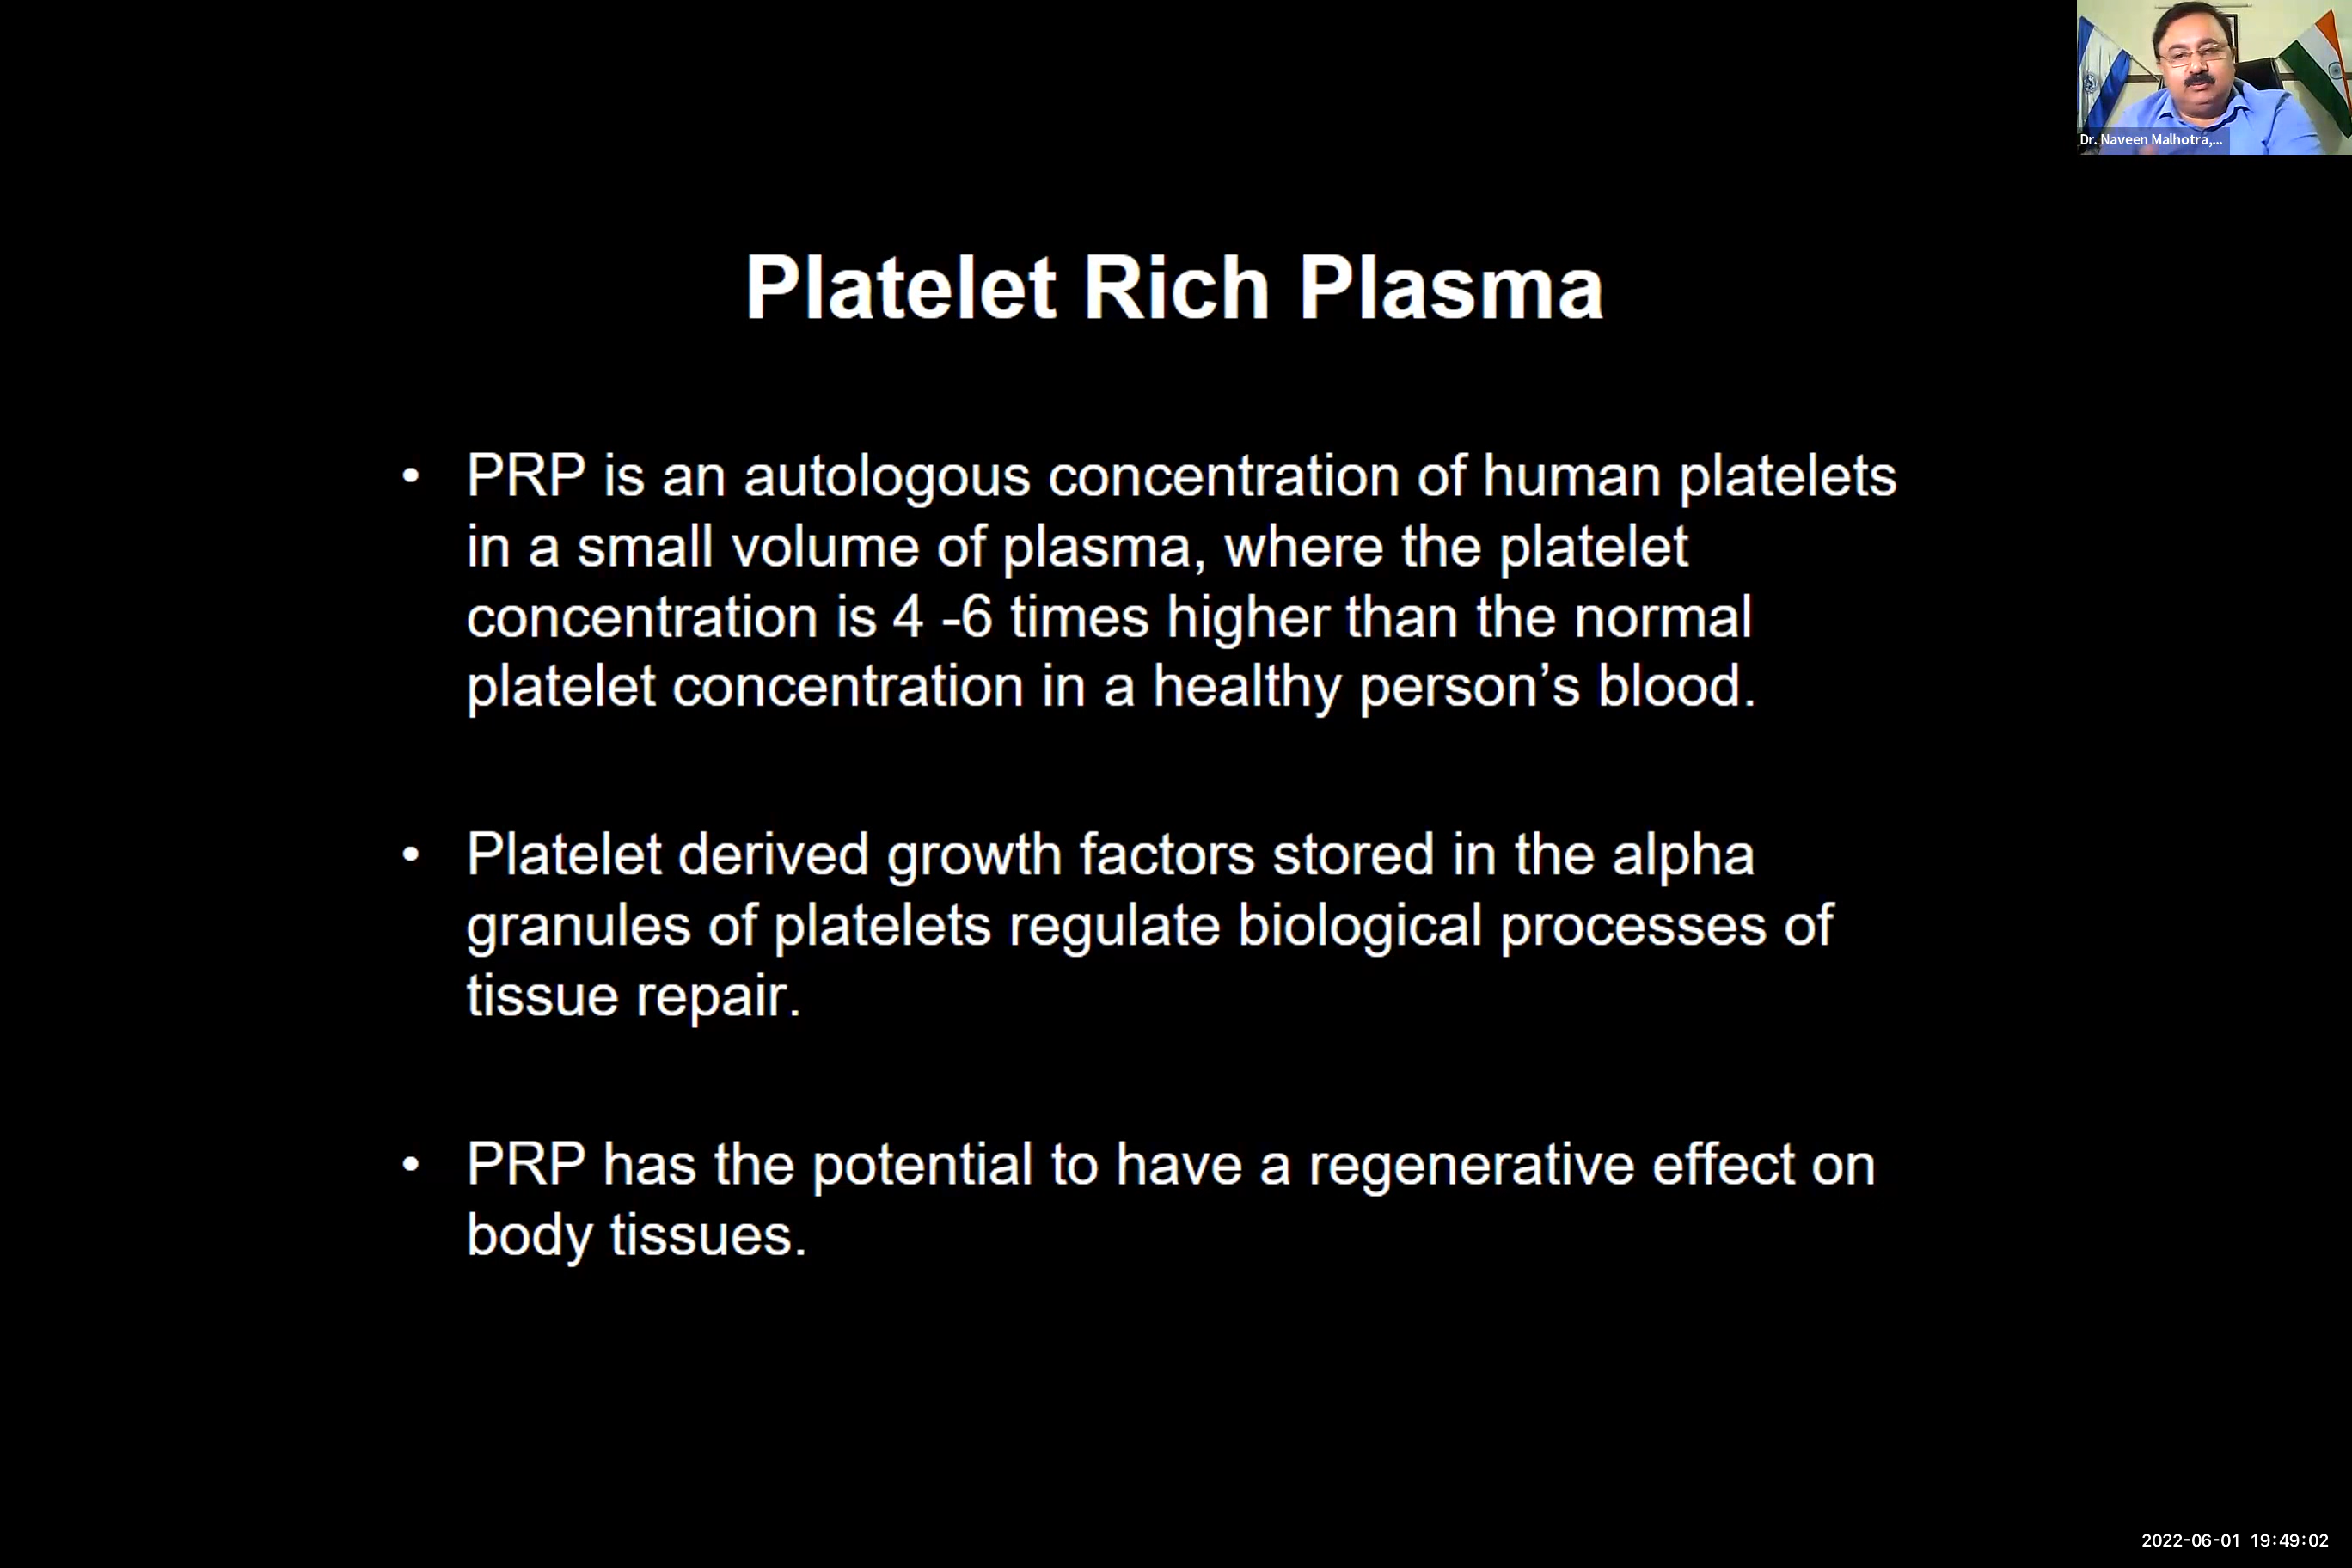 Dr. Naveen Malhotra,...
Platelet Rich Plasma
• PRP is an autologous concentration of human platelets
in a small volume of plasma, where the platelet
concentration is 4 -6 times higher than the normal
platelet concentration in a healthy person’s blood.
• Platelet derived growth factors stored in the alpha
granules of platelets regulate biological processes of
tissue repair.
• PRP has the potential to have a regenerative effect on
body tissues.
2022-06-01 19:49:02